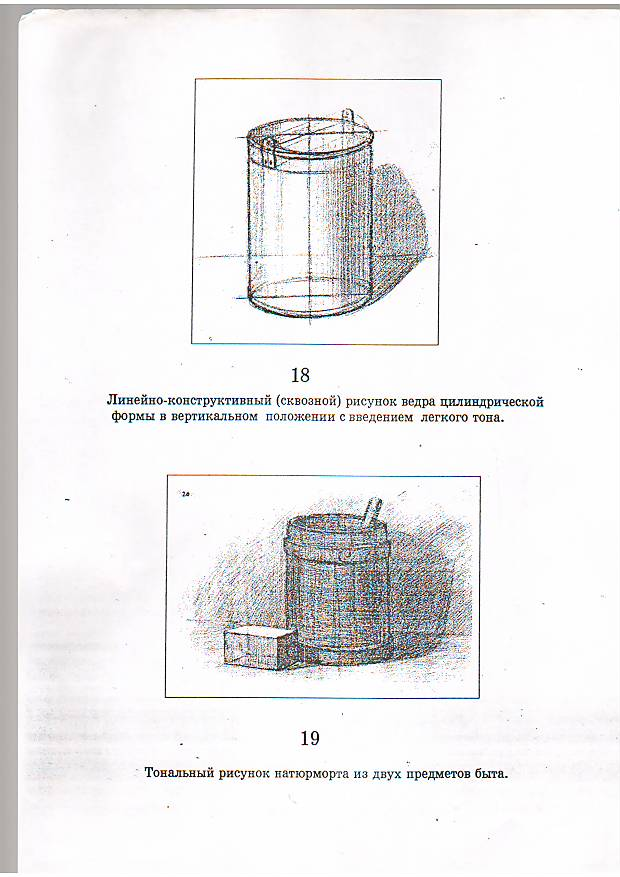 18
Линейно-конструктивный (сквозной) рисунок ведра цилиндрической
формы в вертикальном положении с введением легкого тона.
20.
19
Тональный рисунок натюрморта из двух предметов быта.